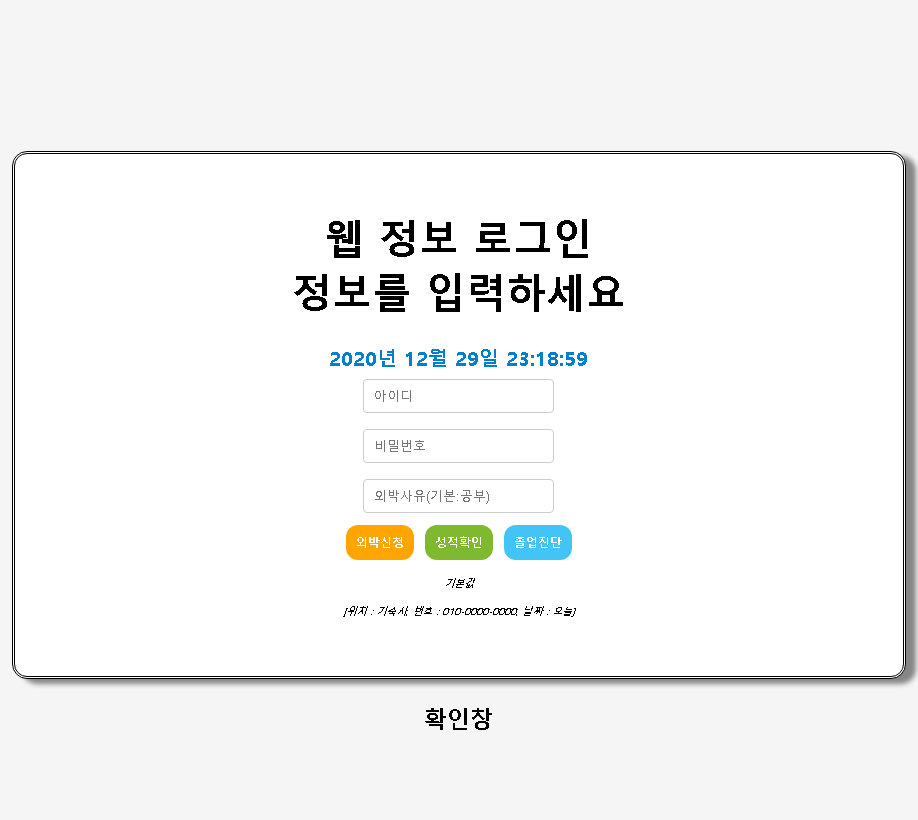 웹 정보 로그인
정보를 입력하세요
2020년 12월 29일 23:18:59
아이디
비밀번호
외박사유(기본:공부)
외박신청 성적확인 졸업진단
기본값
[위치 : 기숙사, 번호 : 010-0000-0000, 날짜 : 오늘]
확인창